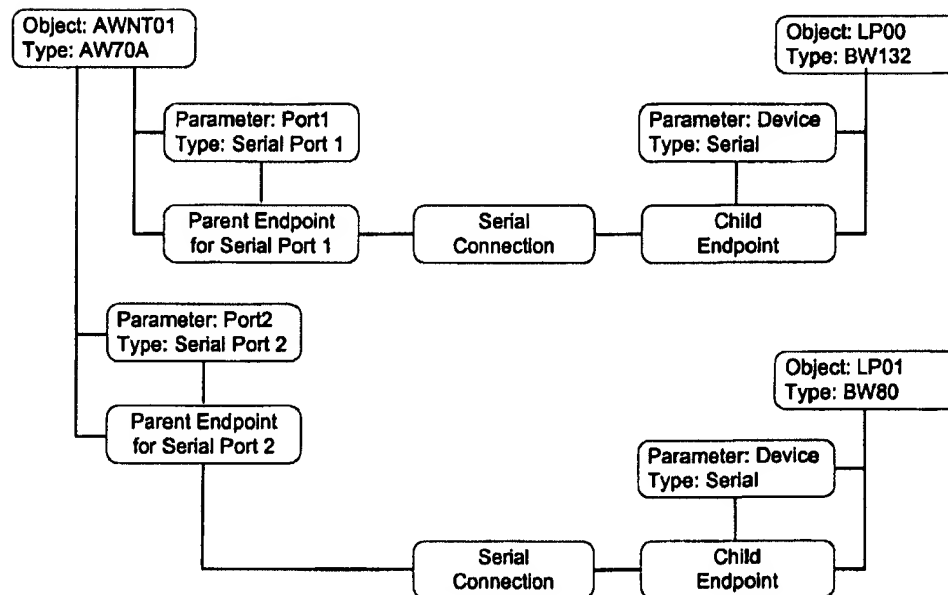 Object: AWNT01
Type: AW70A
Object: LP00
Type: BW132
Parameter: Port1
Type: Serial Port 1
Parameter: Device
Type: Serial
Parent Endpoint
for Serial Port 1
Serial
Connection
Child
Endpoint
Parameter: Port2
Type: Serial Port 2
Object: LP01
Type: BW80
Parent Endpoint
for Serial Port 2
Parameter: Device
Type: Serial
Serial
Connection
Child
Endpoint